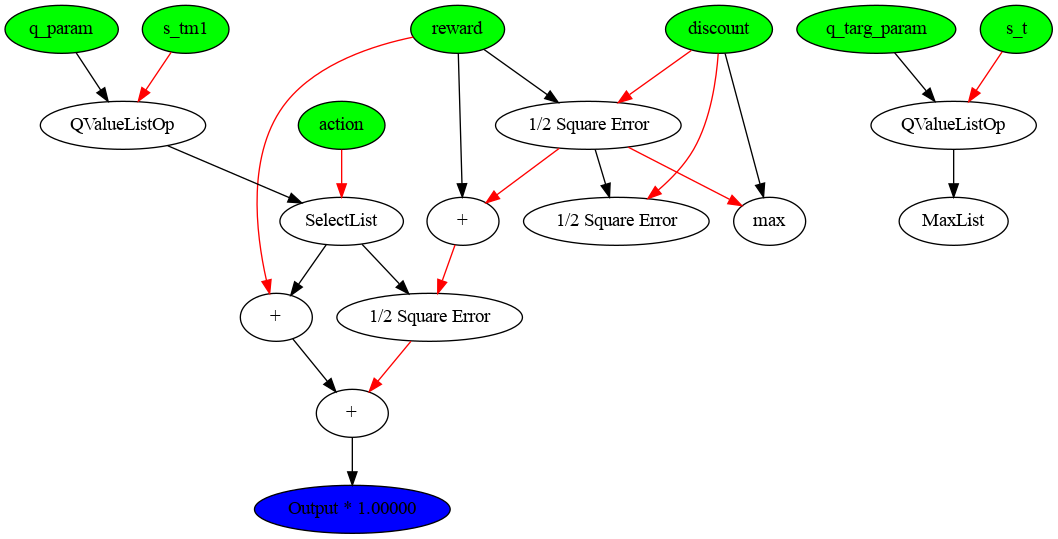 q_param
s_tm1
reward
discount
q_targ_param
s_t
QValueListOp
action
1/2 Square Error
QValueListOp
SelectList
+
1/2 Square Error
max
MaxList
+
1/2 Square Error
+
Output * 1.00000